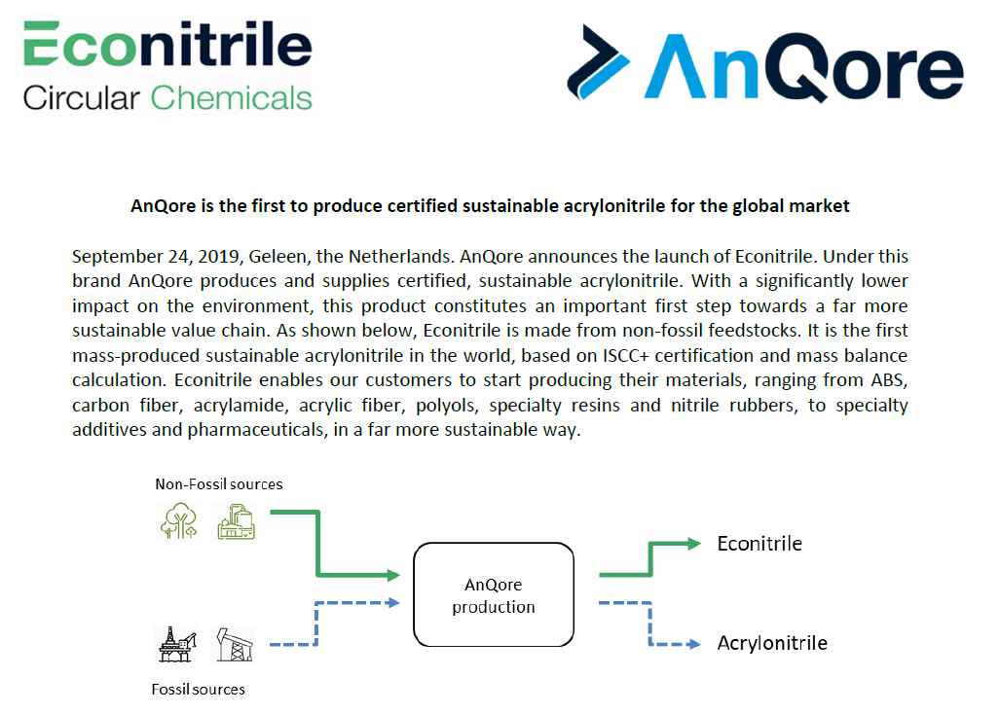 Econitrile
Circular Chemicals
AnQore
AnQore is the first to produce certified sustainable acrylonitrile for the global market
September 24, 2019, Geleen, the Netherlands. AnQore announces the launch of Econitrile. Under this
brand AnQore produces and supplies certified, sustainable acrylonitrile. With a significantly lower
impact on the environment, this product constitutes an important first step towards a far more
sustainable value chain. As shown below, Econitrile is made from non-fossil feedstocks. It is the first
mass-produced sustainable acrylonitrile in the world, based on ISCC+ certification and mass balance
calculation. Econitrile enables our customers to start producing their materials, ranging from ABS,
carbon fiber, acrylamide, acrylic fiber, polyols, specialty resins and nitrile rubbers, to specialty
additives and pharmaceuticals, in a far more sustainable way.
Non-Fossil sources
Econitrile
AnQore
production
Acrylonitrile
Fossil sources